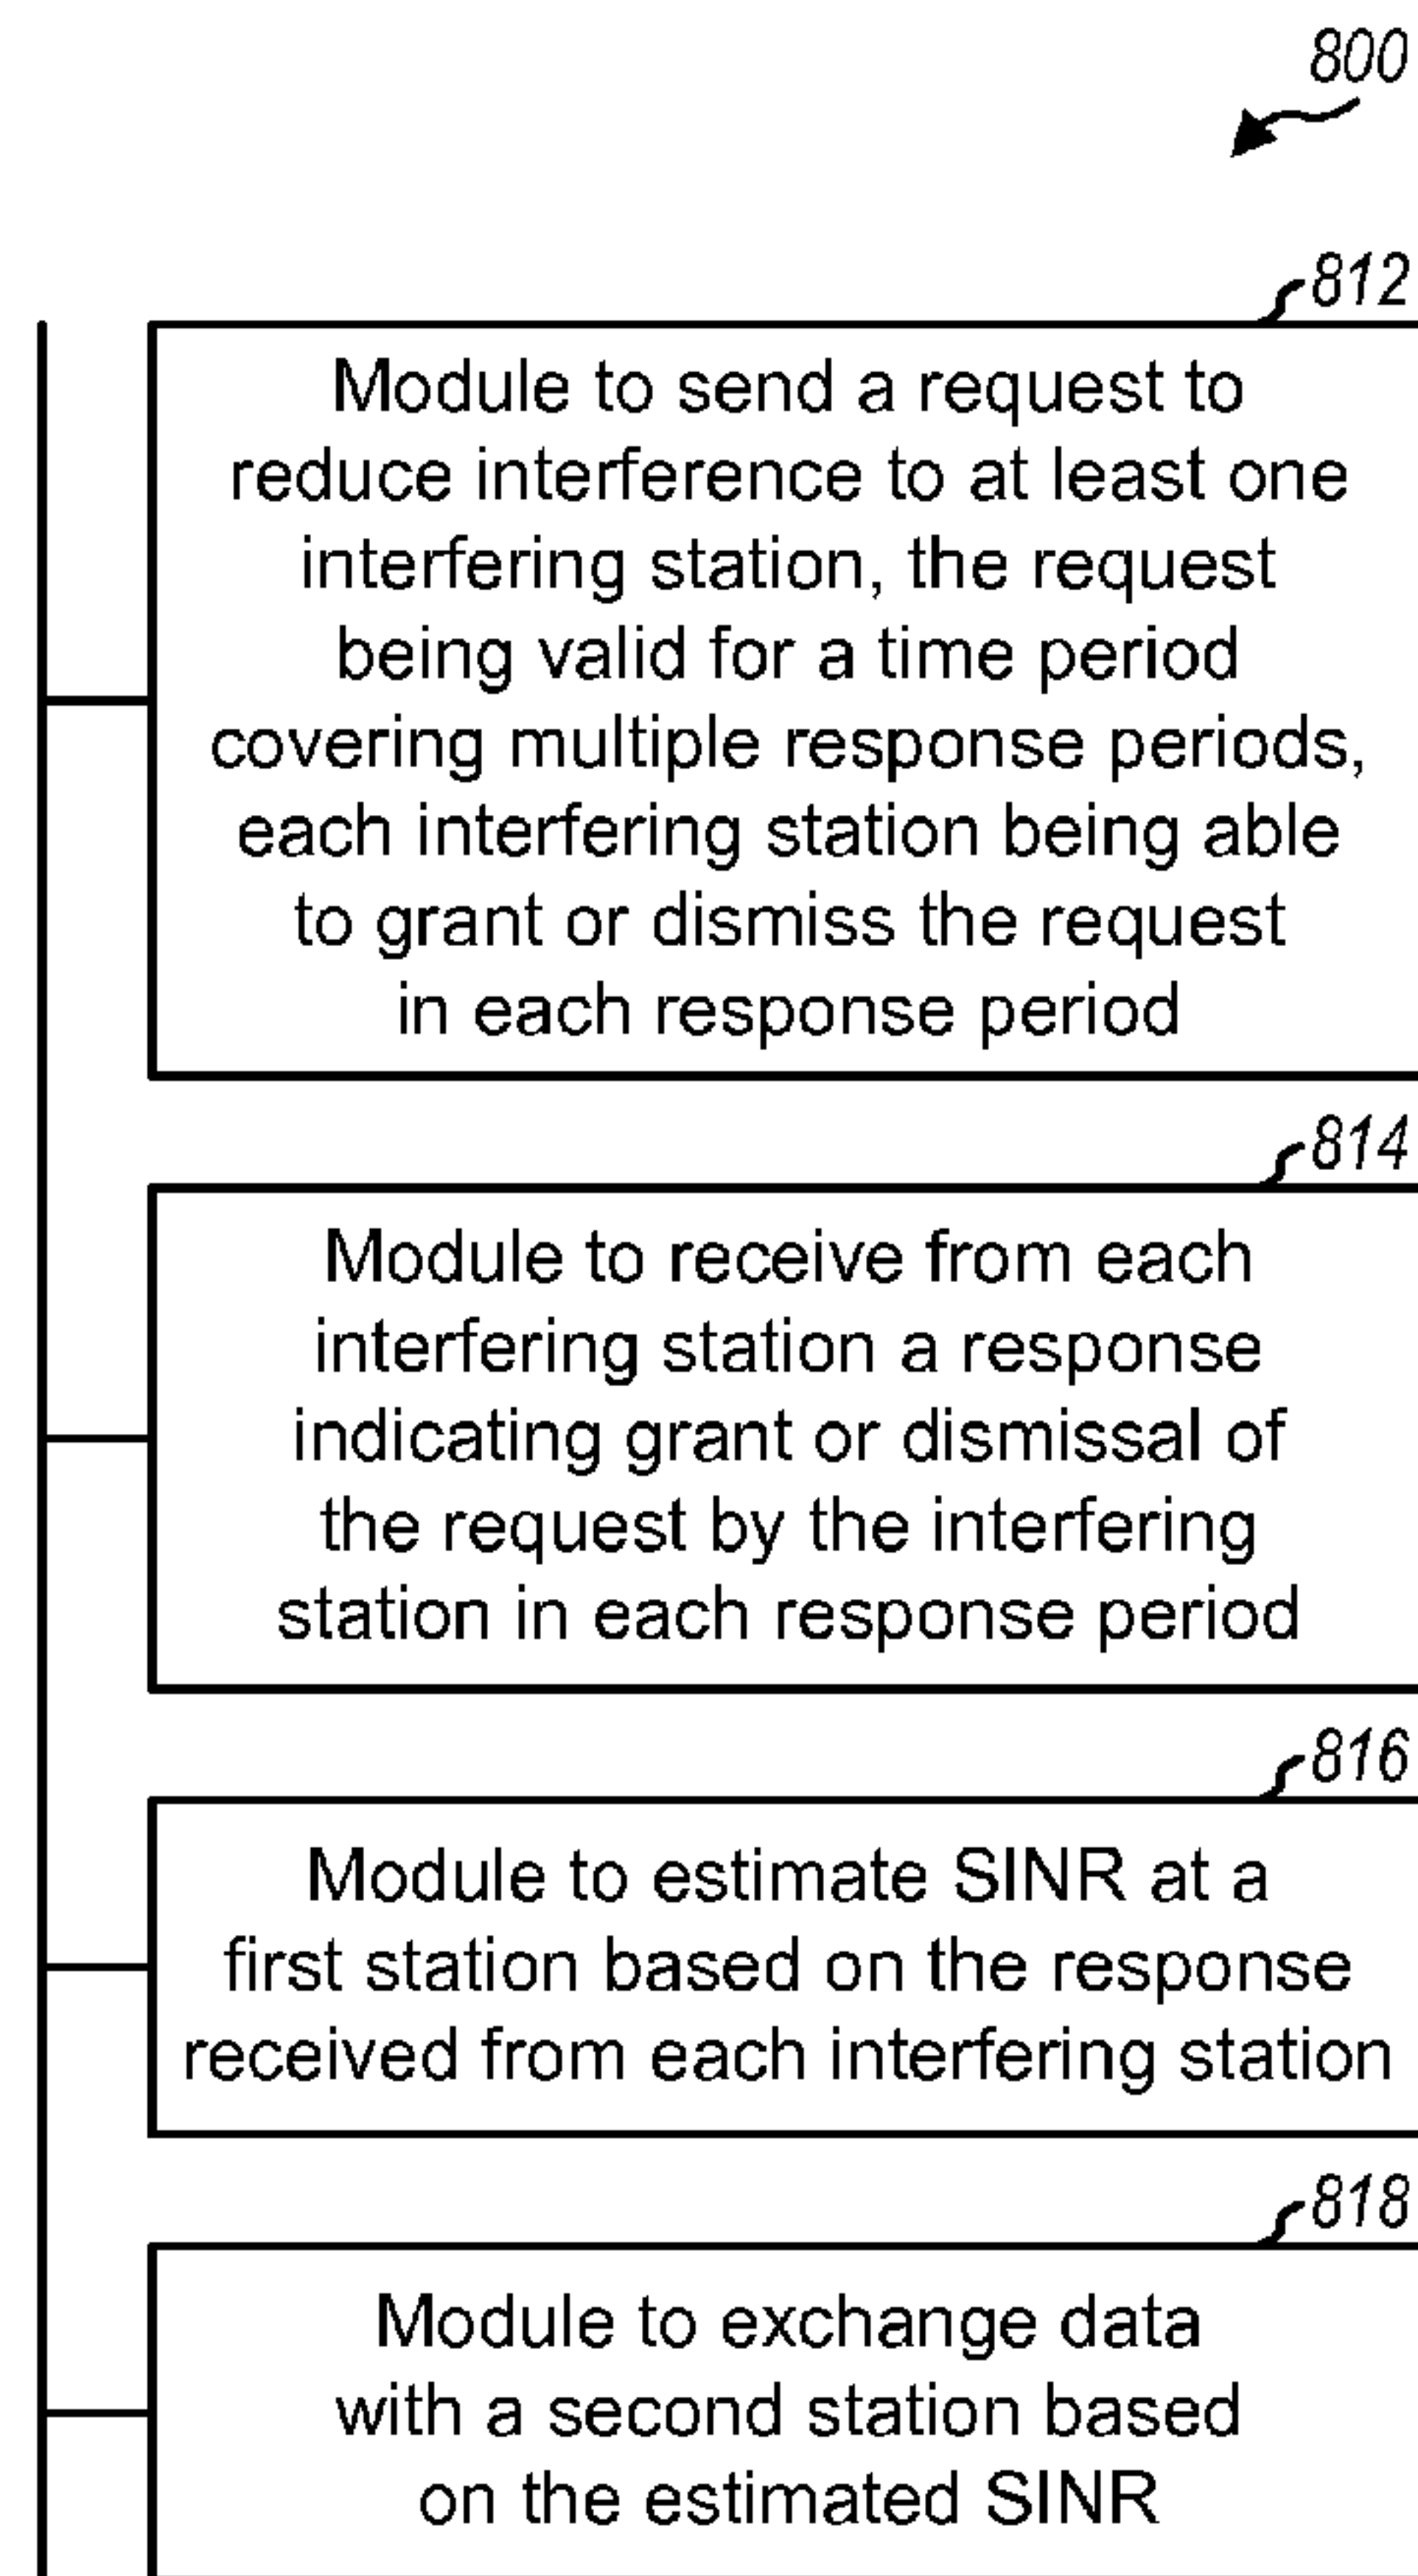 800
812
Module to send a request to
reduce interference to at least one
interfering station, the request
being valid for a time period
covering multiple response periods,
each interfering station being able
to grant or dismiss the request
in each response period
814
Module to receive from each
interfering station a response
indicating grant or dismissal of
the request by the interfering
station in each response period
816
Module to estimate SINR at a
first station based on the response
received from each interfering station
818
Module to exchange data
with a second station based
on the estimated SINR